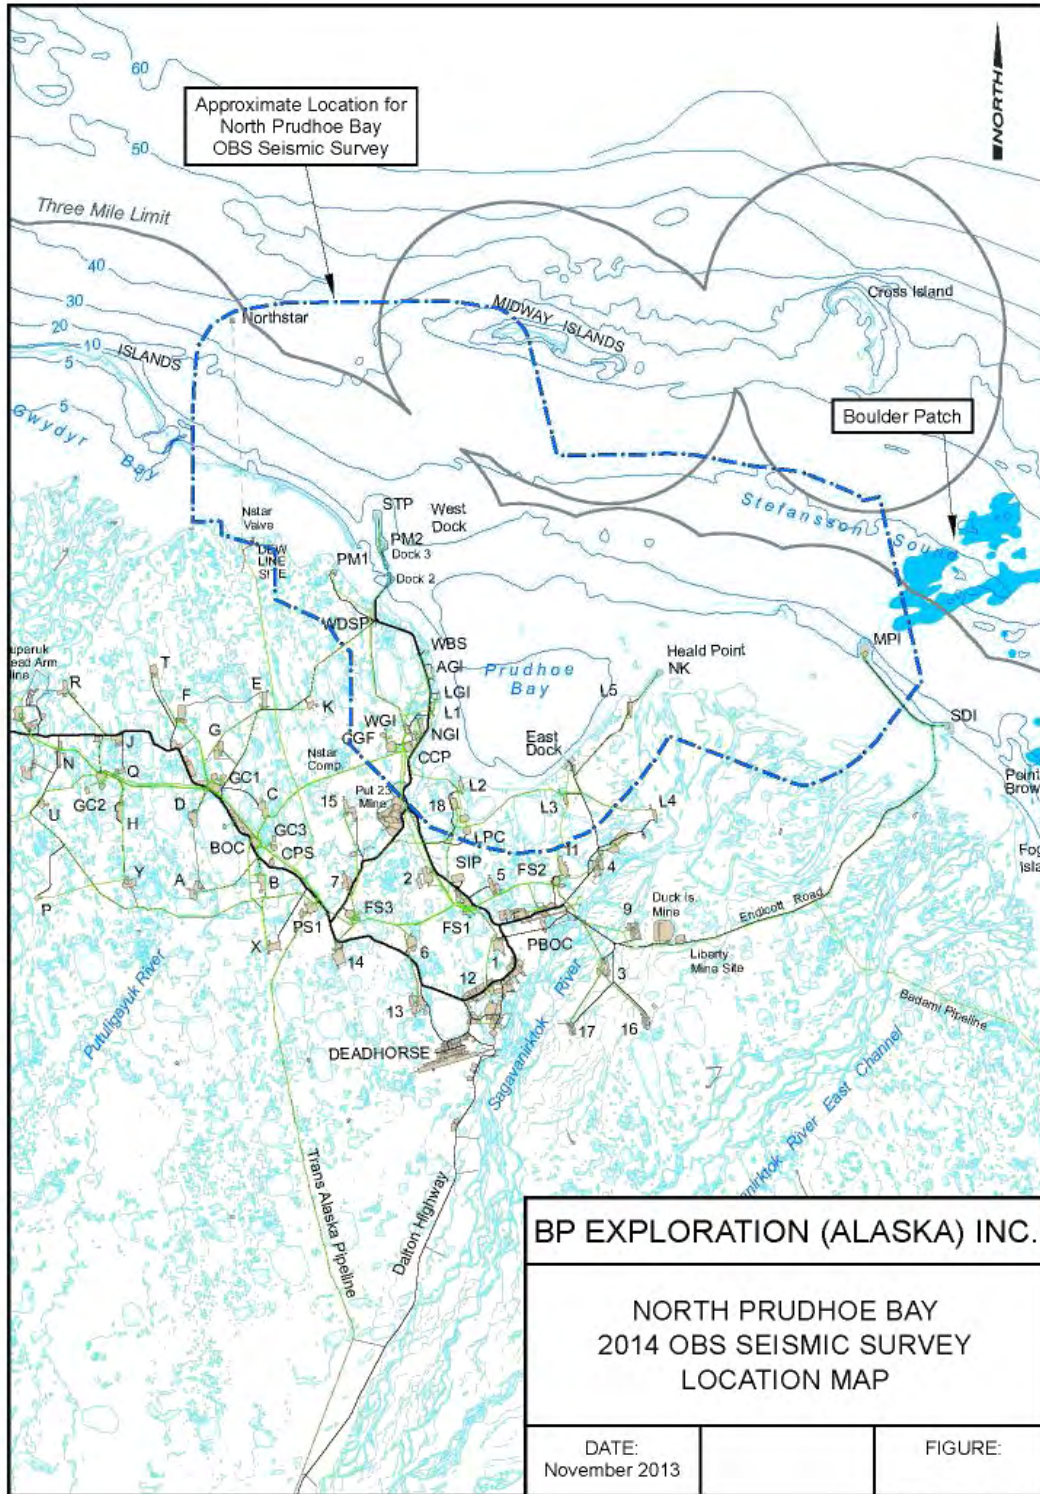 60
Approximate Location for
North Prudhoe Bay
OBS Seismic Survey
NORTH
50
Three Mile Limit
40
30
20
10
5
5
Northstar
ISLANDS
MIDWAY ISLANDS
Cross Island
Boulder Patch
Gwydyr
Bay
Stefansson Sound
STP
West
Dock
Nstar
Valve
PM2
Dock 3
DEW
LINE
SITE
PM1
Dock 2
WDSP
WBS
AGI
LGI
L1
NGI
WGI
CGF
CCP
Prudhoe
Bay
Heald Point
NK
L5
MPI
SDI
East
Dock
T
R
F
E
K
G
J
N
Q
GC1
GC2
U
H
D
C
GC3
BOC
CPS
B
Y
A
P
X
Nstar
Comp.
Put 23
Mine
15
18
L2
L3
L4
LPC
SIP
FS2
11
4
2
5
7
FS3
FS1
PS1
14
6
1
PBOC
9
Duck Is.
Mine
Endicott Road
Liberty
Mine Site
3
12
13
17
16
DEADHORSE
Badami Pipeline
Putuligayuk River
Sagavanirktok River
River East Channel
Trans Alaska Pipeline
Dalton Highway
BP EXPLORATION (ALASKA) INC.
NORTH PRUDHOE BAY
2014 OBS SEISMIC SURVEY
LOCATION MAP
DATE:
November 2013
FIGURE: